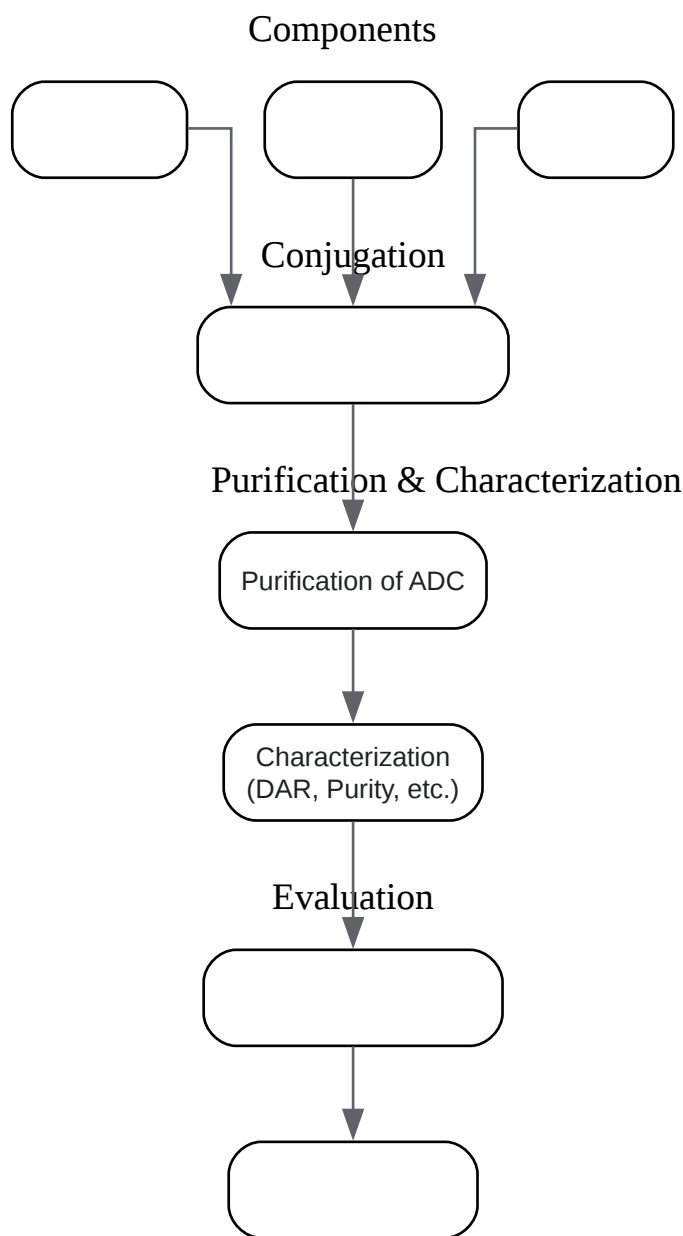 Components
Conjugation
Purification & Characterization
Purification of ADC
Characterization
(DAR, Purity, etc.)
Evaluation